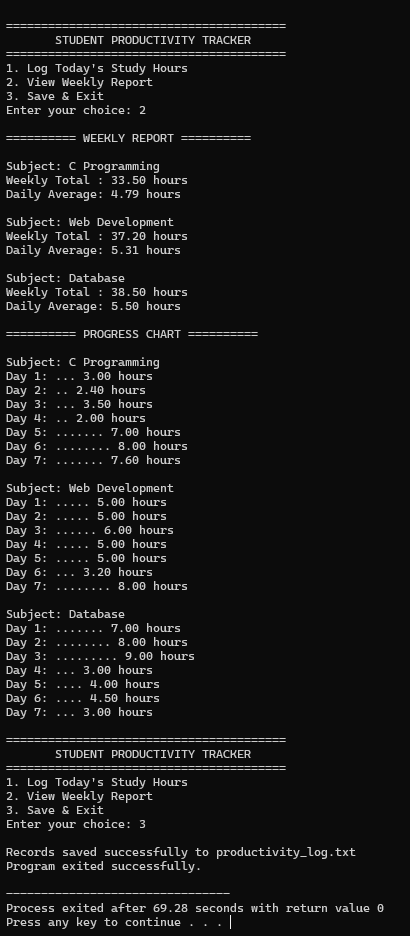 ========================================
STUDENT PRODUCTIVITY TRACKER
========================================
1. Log Today's Study Hours
2. View Weekly Report
3. Save & Exit
Enter your choice: 2
========== WEEKLY REPORT ==========
Subject: C Programming
Weekly Total : 33.50 hours
Daily Average: 4.79 hours
Subject: Web Development
Weekly Total : 37.20 hours
Daily Average: 5.31 hours
Subject: Database
Weekly Total : 38.50 hours
Daily Average: 5.50 hours
========== PROGRESS CHART ==========
Subject: C Programming
Day 1: ... 3.00 hours
Day 2: .. 2.40 hours
Day 3: ... 3.50 hours
Day 4: .. 2.00 hours
Day 5: ....... 7.00 hours
Day 6: ........ 8.00 hours
Day 7: ....... 7.60 hours
Subject: Web Development
Day 1: ..... 5.00 hours
Day 2: ..... 5.00 hours
Day 3: ...... 6.00 hours
Day 4: ..... 5.00 hours
Day 5: ..... 5.00 hours
Day 6: ... 3.20 hours
Day 7: ........ 8.00 hours
Subject: Database
Day 1: ....... 7.00 hours
Day 2: ........ 8.00 hours
Day 3: ......... 9.00 hours
Day 4: ... 3.00 hours
Day 5: .... 4.00 hours
Day 6: .... 4.50 hours
Day 7: ... 3.00 hours
========================================
STUDENT PRODUCTIVITY TRACKER
========================================
1. Log Today's Study Hours
2. View Weekly Report
3. Save & Exit
Enter your choice: 3
Records saved successfully to productivity_log.txt
Program exited successfully.
--------------------------------
Process exited after 69.28 seconds with return value 0
Press any key to continue . . .